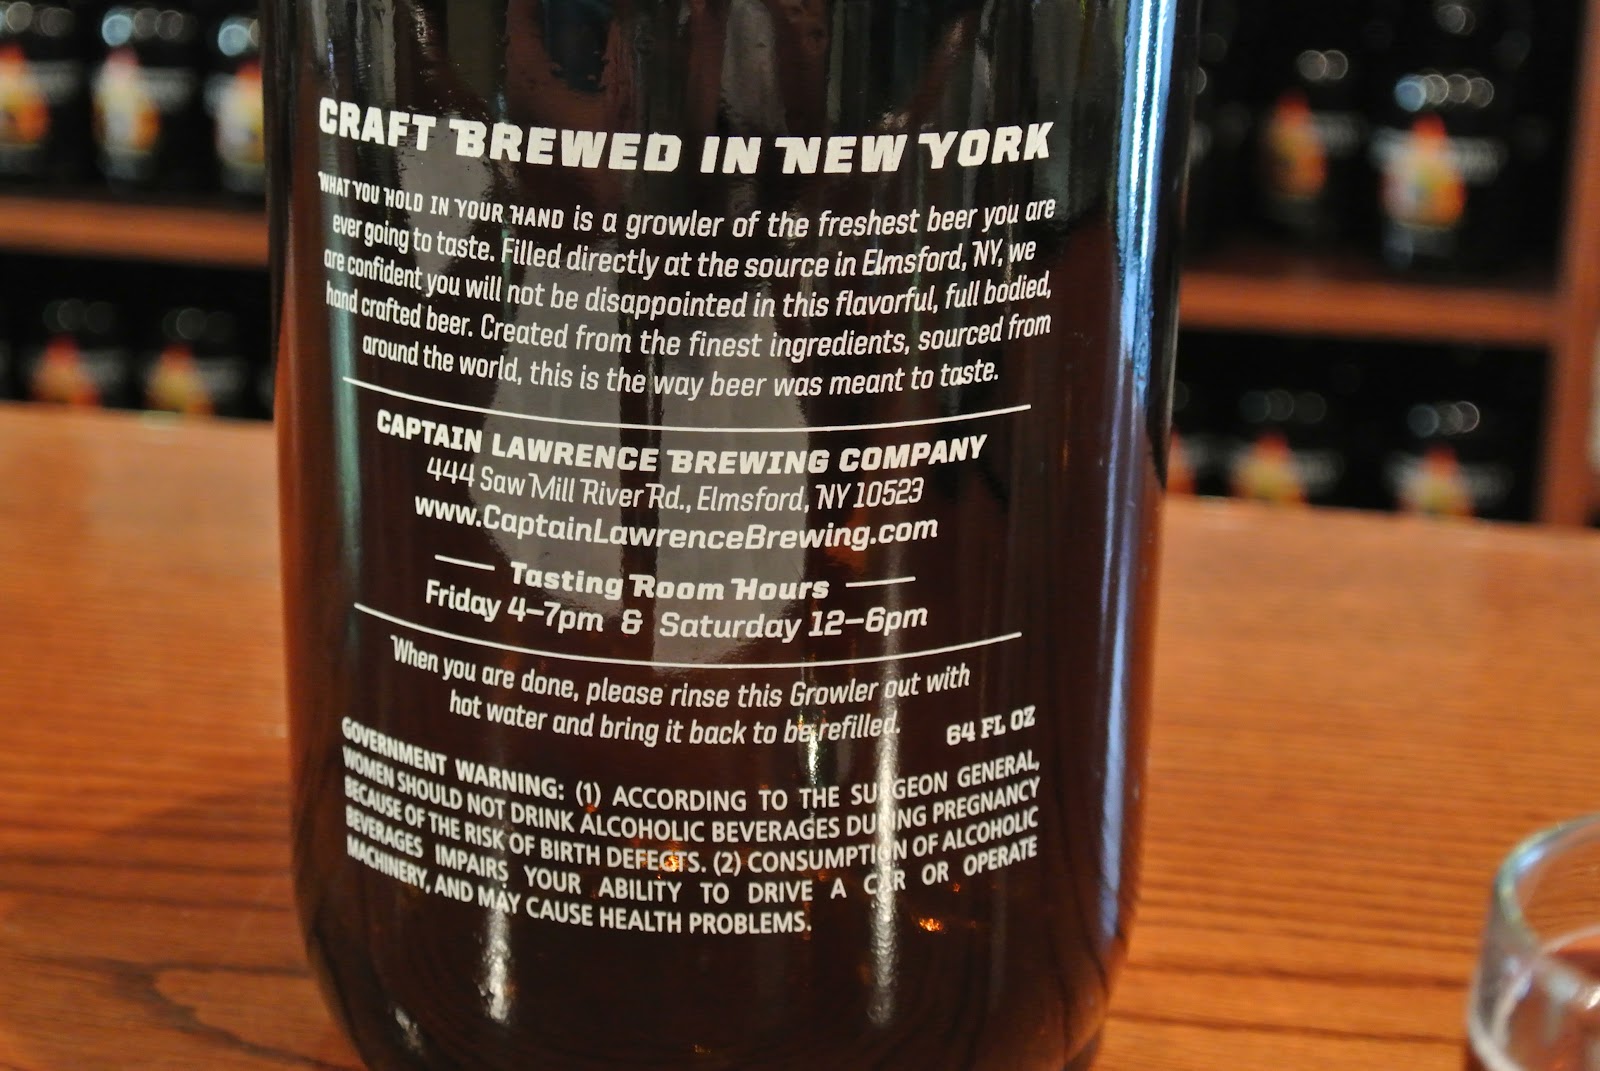 CRAFT BREWED IN NEW YORK
WHAT YOU HOLD IN YOUR HAND is a growler of the freshest beer you are
ever going to taste. Filled directly at the source in Elmsford, NY, we
are confident you will not be disappointed in this flavorful, full bodied,
hand crafted beer. Created from the finest ingredients, sourced from
around the world, this is the way beer was meant to taste.
CAPTAIN LAWRENCE BREWING COMPANY
444 Saw Mill River Rd., Elmsford, NY 10523
www.CaptainLawrenceBrewing.com
Tasting Room Hours
Friday 4–7pm & Saturday 12–6pm
When you are done, please rinse this Growler out with
hot water and bring it back to be refilled.
64 FL OZ
GOVERNMENT WARNING: (1) ACCORDING TO THE SURGEON GENERAL,
WOMEN SHOULD NOT DRINK ALCOHOLIC BEVERAGES DURING PREGNANCY
BECAUSE OF THE RISK OF BIRTH DEFECTS. (2) CONSUMPTION OF ALCOHOLIC
BEVERAGES IMPAIRS YOUR ABILITY TO DRIVE A CAR OR OPERATE
MACHINERY, AND MAY CAUSE HEALTH PROBLEMS.